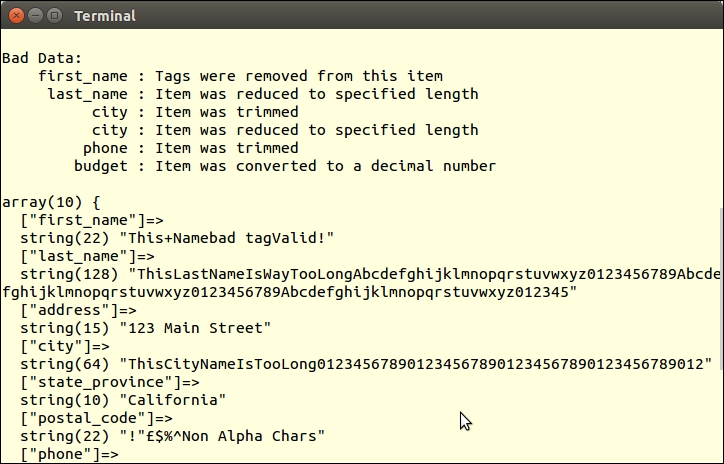 Terminal
Bad Data:
    first_name : Tags were removed from this item
     last_name : Item was reduced to specified length
          city : Item was trimmed
          city : Item was reduced to specified length
         phone : Item was trimmed
        budget : Item was converted to a decimal number
array(10) {
  ["first_name"]=>
  string(22) "This+Namebad tagValid!"
  ["last_name"]=>
  string(128) "ThisLastNameIsWayTooLongAbcdefghijklmnopqrstuvwxyz0123456789Abcde
fghijklmnopqrstuvwxyz0123456789Abcdefghijklmnopqrstuvwxyz012345"
  ["address"]=>
  string(15) "123 Main Street"
  ["city"]=>
  string(64) "ThisCityNameIsTooLong0123456789012345678901234567890123456789012"
  ["state_province"]=>
  string(10) "California"
  ["postal_code"]=>
  string(22) "!"£$%^Non Alpha Chars"
  ["phone"]=>